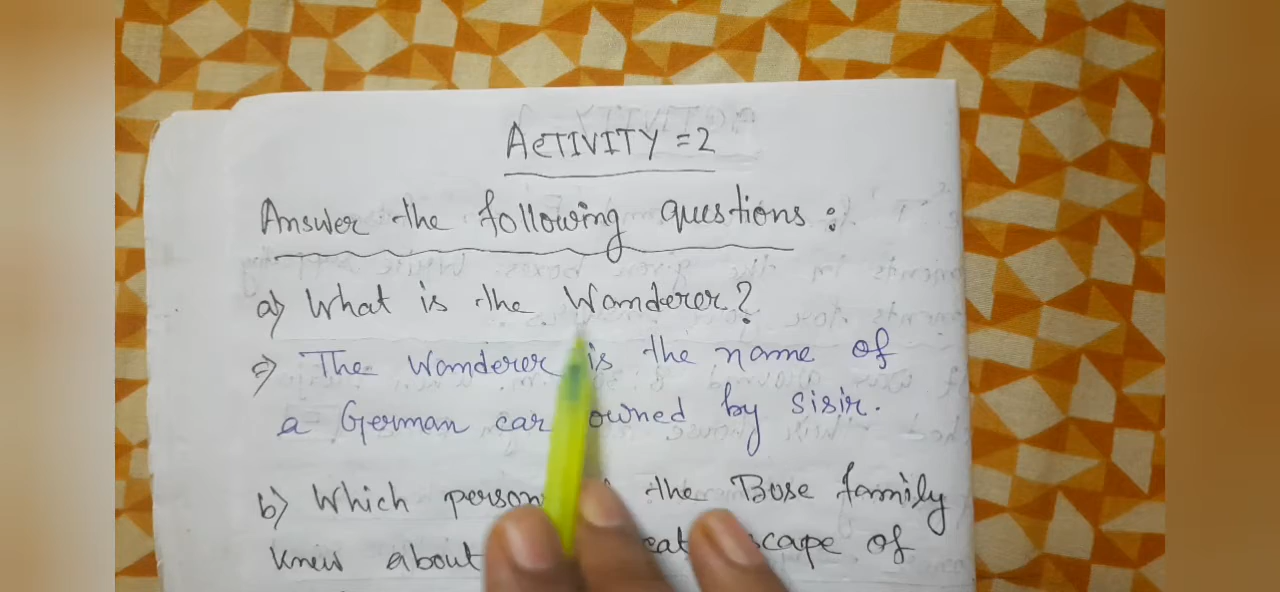 ACTIVITY = 2
Answer the following questions :
a) What is the Wanderer?
⇒ The Wanderer is the name of
a German car owned by Sisir.
b) Which person the Bose family
knew about of